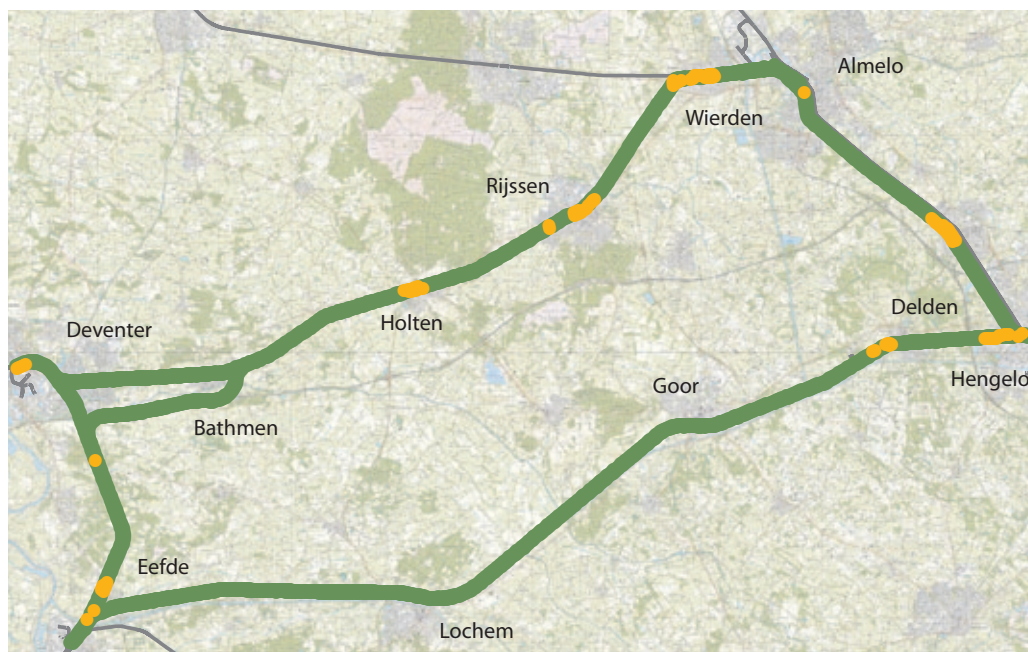 Almelo
Wierden
Rijssen
Delden
Holten
Deventer
Hengelo
Goor
Bathmen
Eefde
Lochem